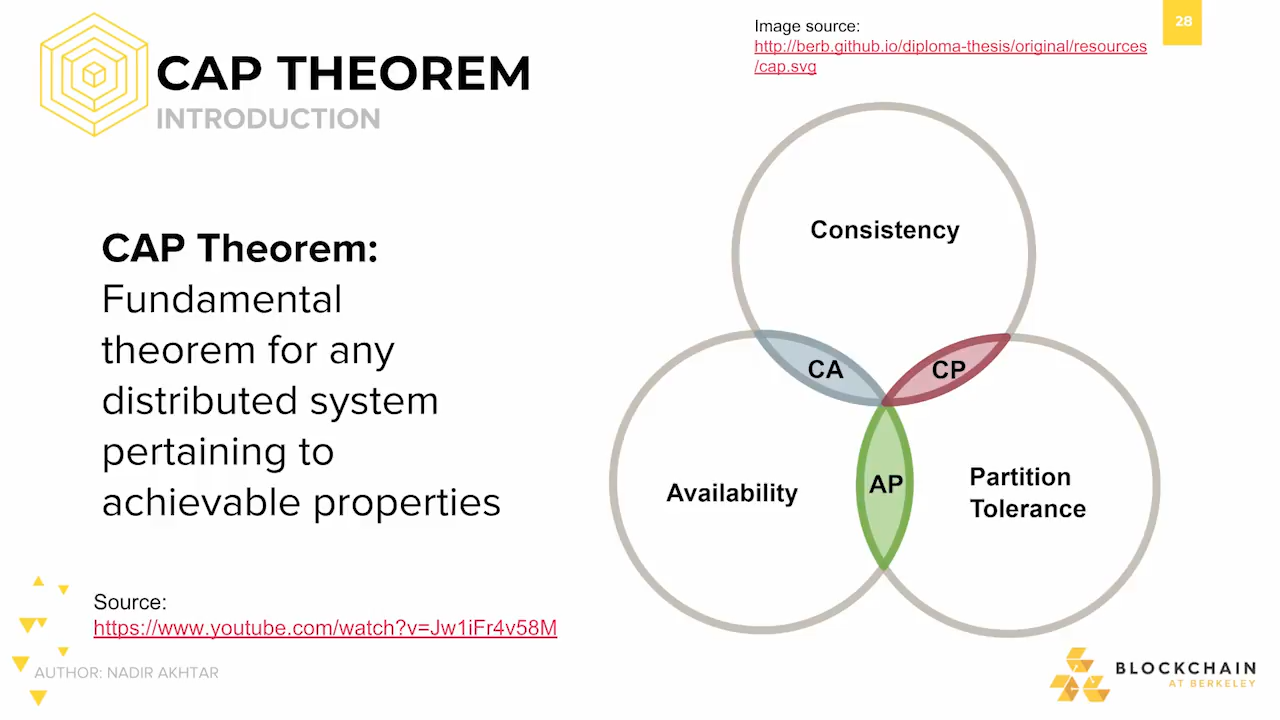 CAP THEOREM
INTRODUCTION
Image source:
http://berb.github.io/diploma-thesis/original/resources
/cap.svg
28
CAP Theorem:
Fundamental
theorem for any
distributed system
pertaining to
achievable properties
Consistency
CA
CP
Availability
AP
Partition
Tolerance
Source:
https://www.youtube.com/watch?v=Jw1iFr4v58M
AUTHOR: NADIR AKHTAR
BLOCKCHAIN
AT BERKELEY